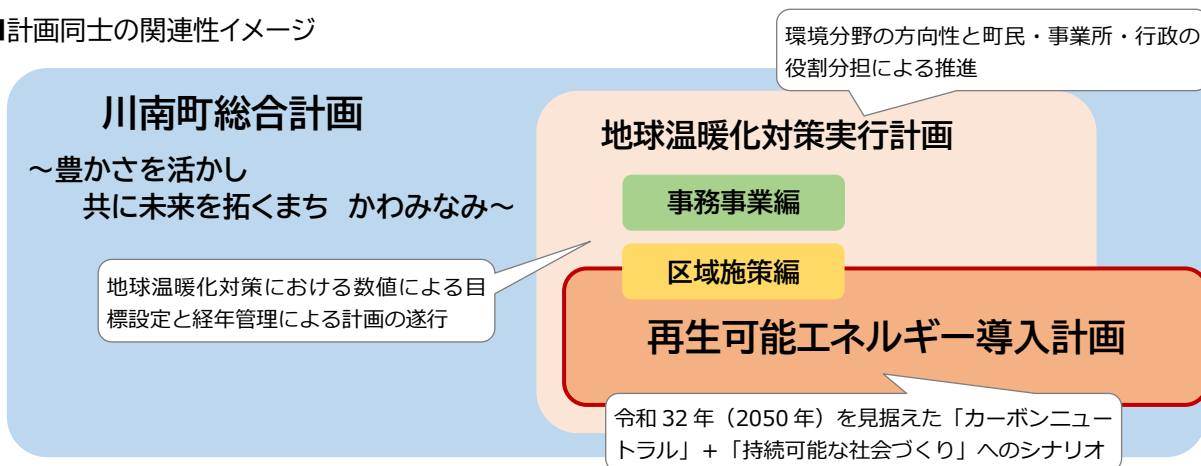 ■計画同士の関連性イメージ
環境分野の方向性と町民・事業所・行政の
役割分担による推進
川南町総合計画
～豊かさを活かし
共に未来を拓くまち かわみなみ～
地球温暖化対策実行計画
事務事業編
区域施策編
地球温暖化対策における数値による目
標設定と経年管理による計画の遂行
再生可能エネルギー導入計画
令和 32 年（2050 年）を見据えた「カーボンニュー
トラル」＋「持続可能な社会づくり」へのシナリオ